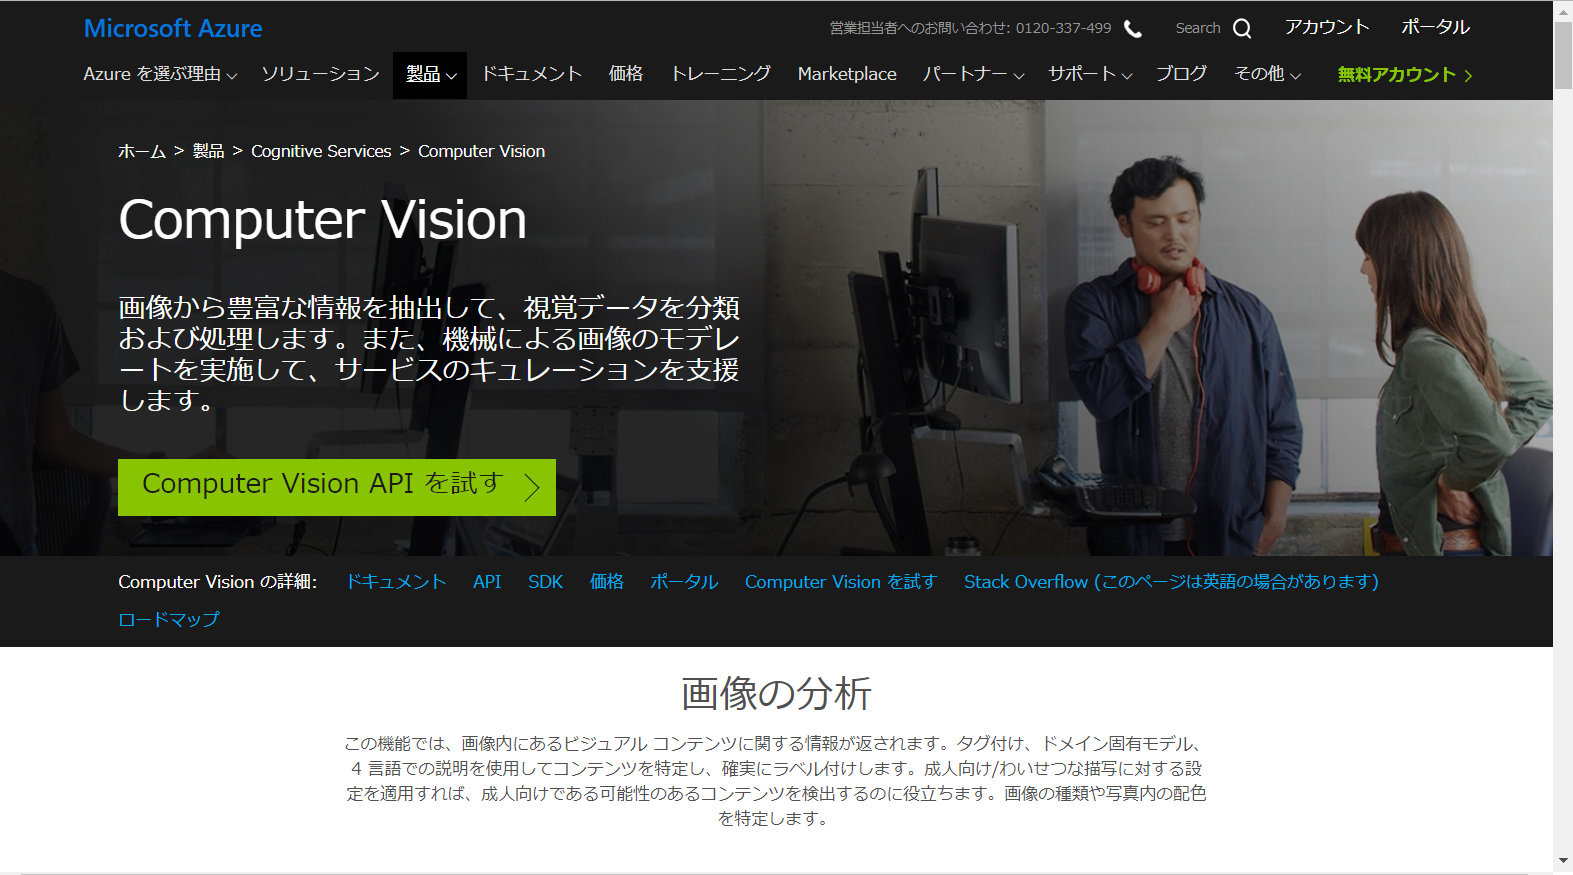 Microsoft Azure
営業担当者へのお問い合わせ: 0120-337-499
Search
アカウント
ポータル
Azure を選ぶ理由
ソリューション
製品
ドキュメント
価格
トレーニング
Marketplace
パートナー
サポート
ブログ
その他
無料アカウント
ホーム > 製品 > Cognitive Services > Computer Vision
Computer Vision
画像から豊富な情報を抽出して、視覚データを分類
および処理します。また、機械による画像のモデレ
ートを実施して、サービスのキュレーションを支援
します。
Computer Vision API を試す
Computer Vision の詳細: ドキュメント API SDK 価格 ポータル Computer Vision を試す Stack Overflow (このページは英語の場合があります)
ロードマップ
画像の分析
この機能では、画像内にあるビジュアル コンテンツに関する情報が返されます。タグ付け、ドメイン固有モデル、
4 言語での説明を使用してコンテンツを特定し、確実にラベル付けします。成人向け/わいせつな描写に対する設
定を適用すれば、成人向けである可能性のあるコンテンツを検出するのに役立ちます。画像の種類や写真内の配色
を特定します。